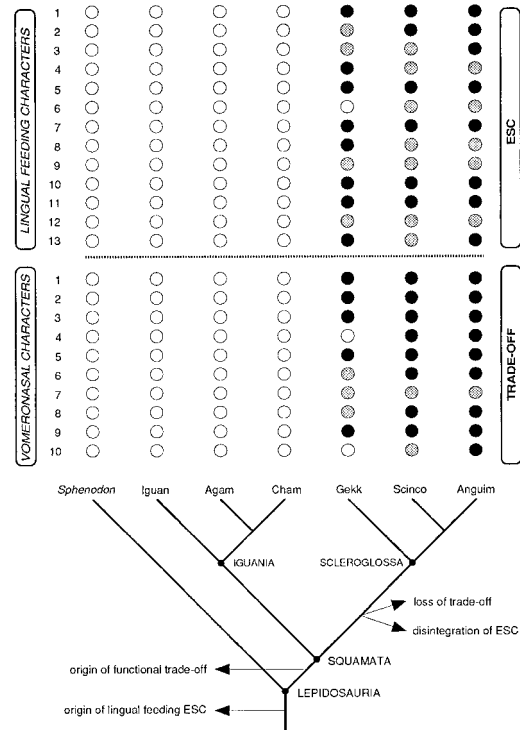 LINGUAL FEEDING CHARACTERS
1
2
3
4
5
6
7
8
9
10
11
12
13
ESC
VOMERONASAL CHARACTERS
1
2
3
4
5
6
7
8
9
10
TRADE-OFF
Sphenodon Iguan Agam Cham Gekk Scinco Anguim
IGUANIA SCLEROGLOSSA
loss of trade-off
disintegration of ESC
SQUAMATA
origin of functional trade-off
LEPIDOSAURIA
origin of lingual feeding ESC